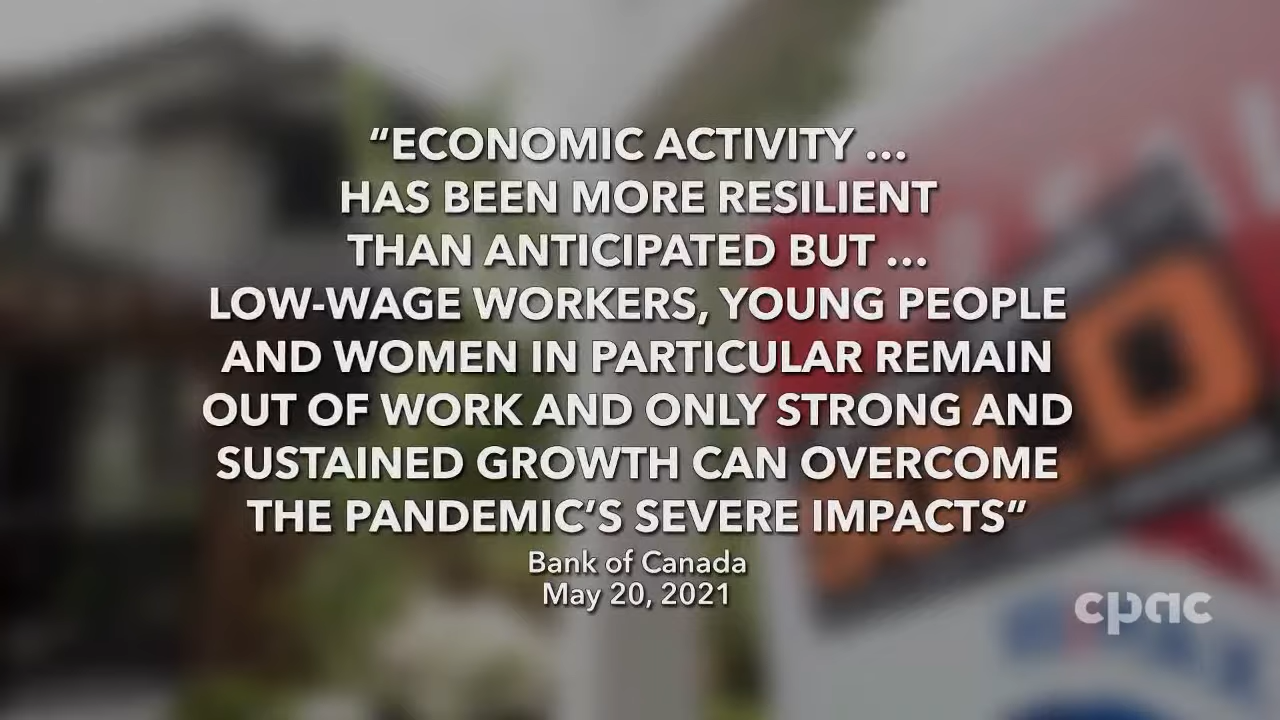 “ECONOMIC ACTIVITY ...
HAS BEEN MORE RESILIENT
THAN ANTICIPATED BUT ...
LOW-WAGE WORKERS, YOUNG PEOPLE
AND WOMEN IN PARTICULAR REMAIN
OUT OF WORK AND ONLY STRONG AND
SUSTAINED GROWTH CAN OVERCOME
THE PANDEMIC’S SEVERE IMPACTS”
Bank of Canada
May 20, 2021
cpac